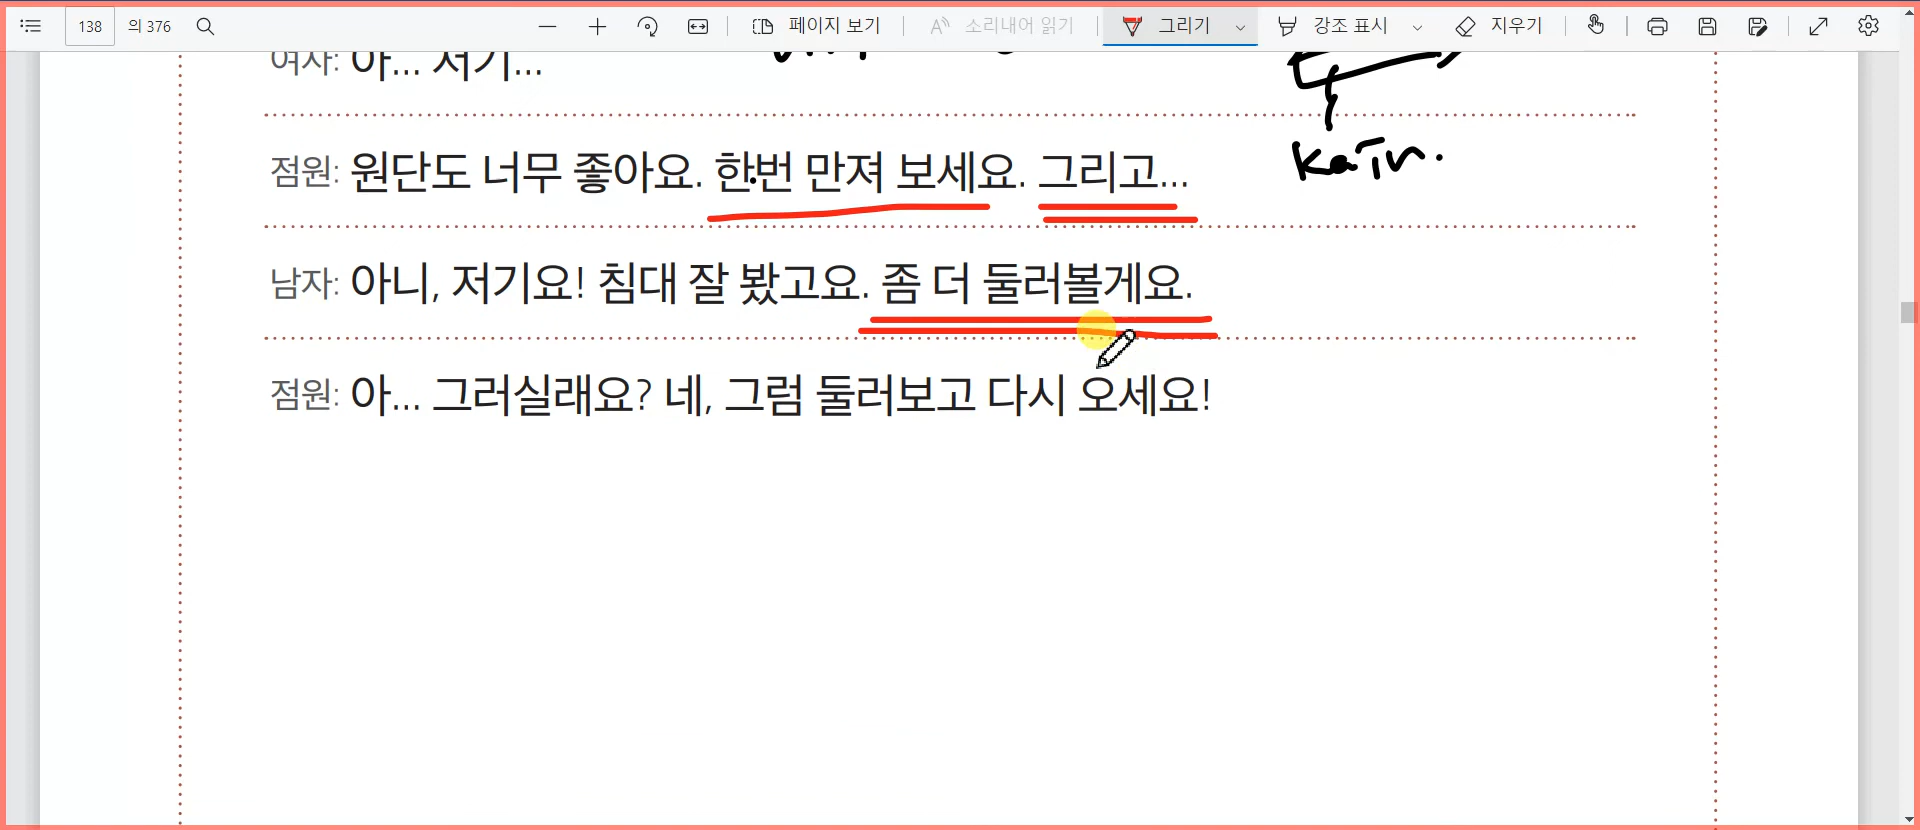 138 의 376 페이지 보기 소리내어 읽기 그리기 강조 표시 지우기
여자: 아... 저기...
점원: 원단도 너무 좋아요. 한번 만져 보세요. 그리고...
kain.
남자: 아니, 저기요! 침대 잘 봤고요. 좀 더 둘러볼게요.
점원: 아... 그러실래요? 네, 그럼 둘러보고 다시 오세요!